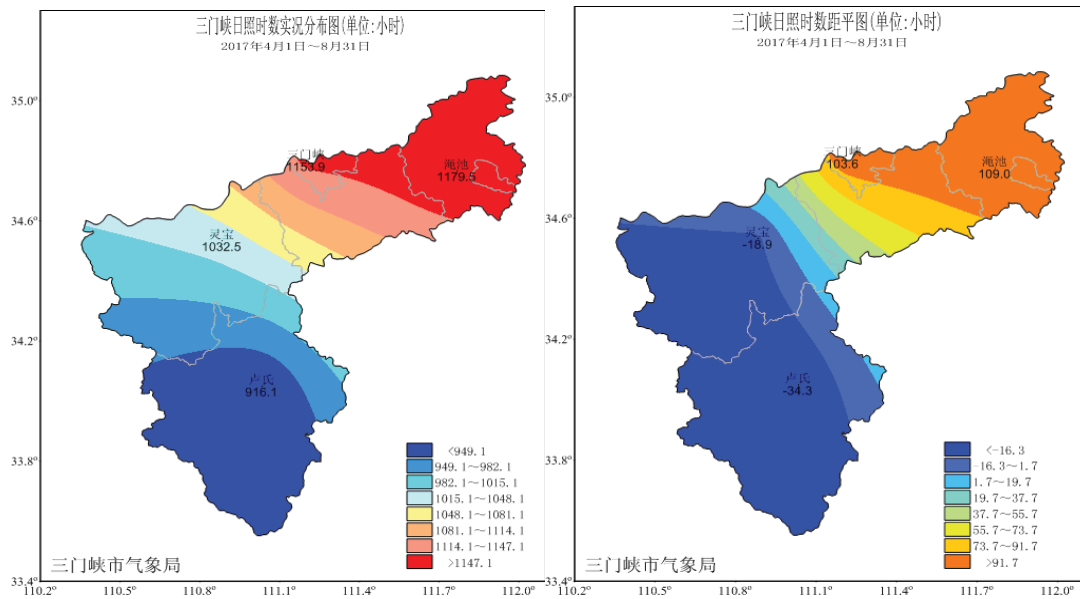 三门峡日照时数实况分布图(单位:小时)
2017年4月1日～8月31日
35.0°
34.6°
34.2°
33.8°
33.4°
三门峡
1153.9
渑池
1179.5
灵宝
1032.5
卢氏
916.1
<949.1
949.1～982.1
982.1～1015.1
1015.1～1048.1
1048.1～1081.1
1081.1～1114.1
1114.1～1147.1
>1147.1
三门峡市气象局
110.2° 110.5° 110.8° 111.1° 111.4° 111.7° 112.0°
三门峡日照时数距平图(单位:小时)
2017年4月1日～8月31日
35.0°
34.6°
34.2°
33.8°
33.4°
三门峡
103.6
渑池
109.0
灵宝
-18.9
卢氏
-34.3
<-16.3
-16.3～1.7
1.7～19.7
19.7～37.7
37.7～55.7
55.7～73.7
73.7～91.7
>91.7
三门峡市气象局
110.2° 110.5° 110.8° 111.1° 111.4° 111.7° 112.0°